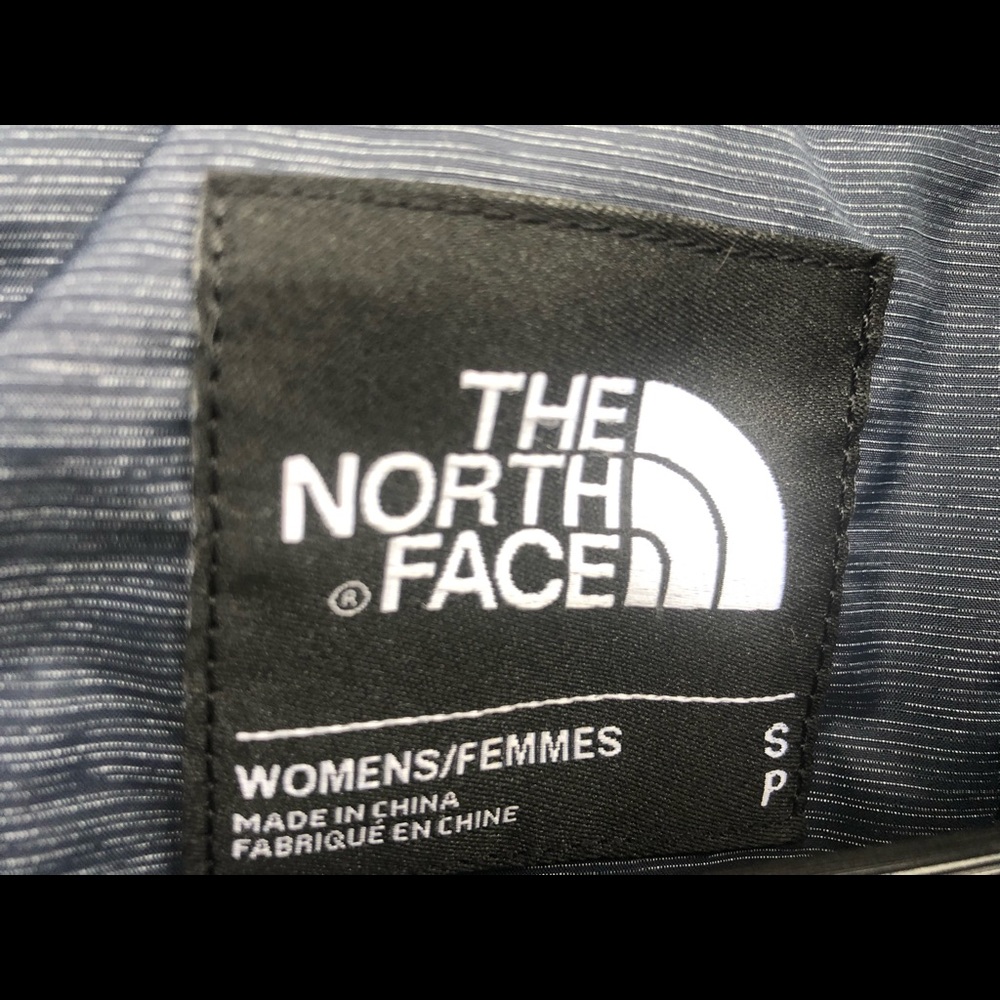 THE
NORTH
® FACE
WOMENS/FEMMES S
MADE IN CHINA P
FABRIQUÉ EN CHINE